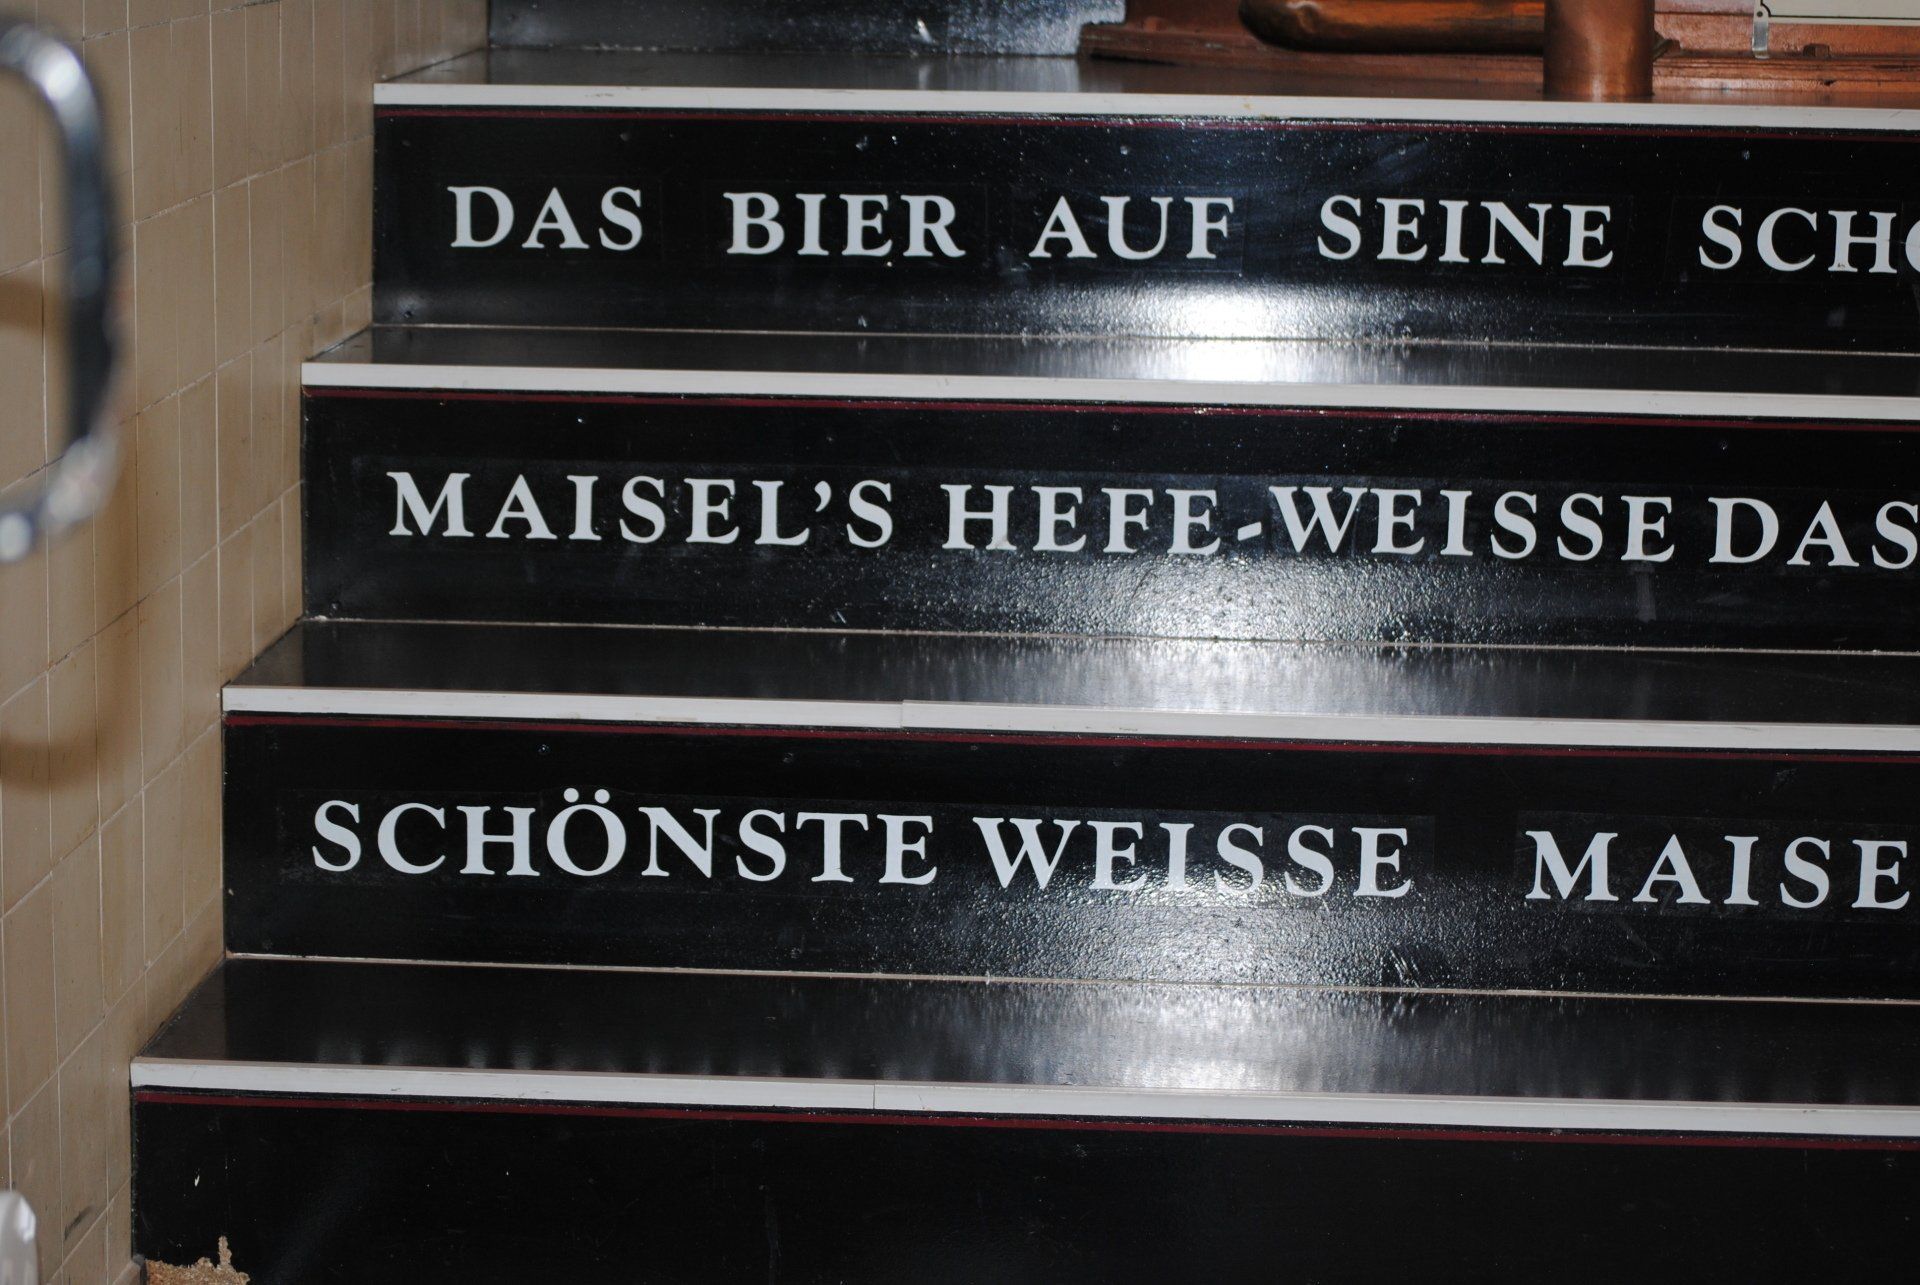 DAS BIER AUF SEINE
MAISEL'S HEFE-WEISSE DAS
SCHÖNSTE WEISSE